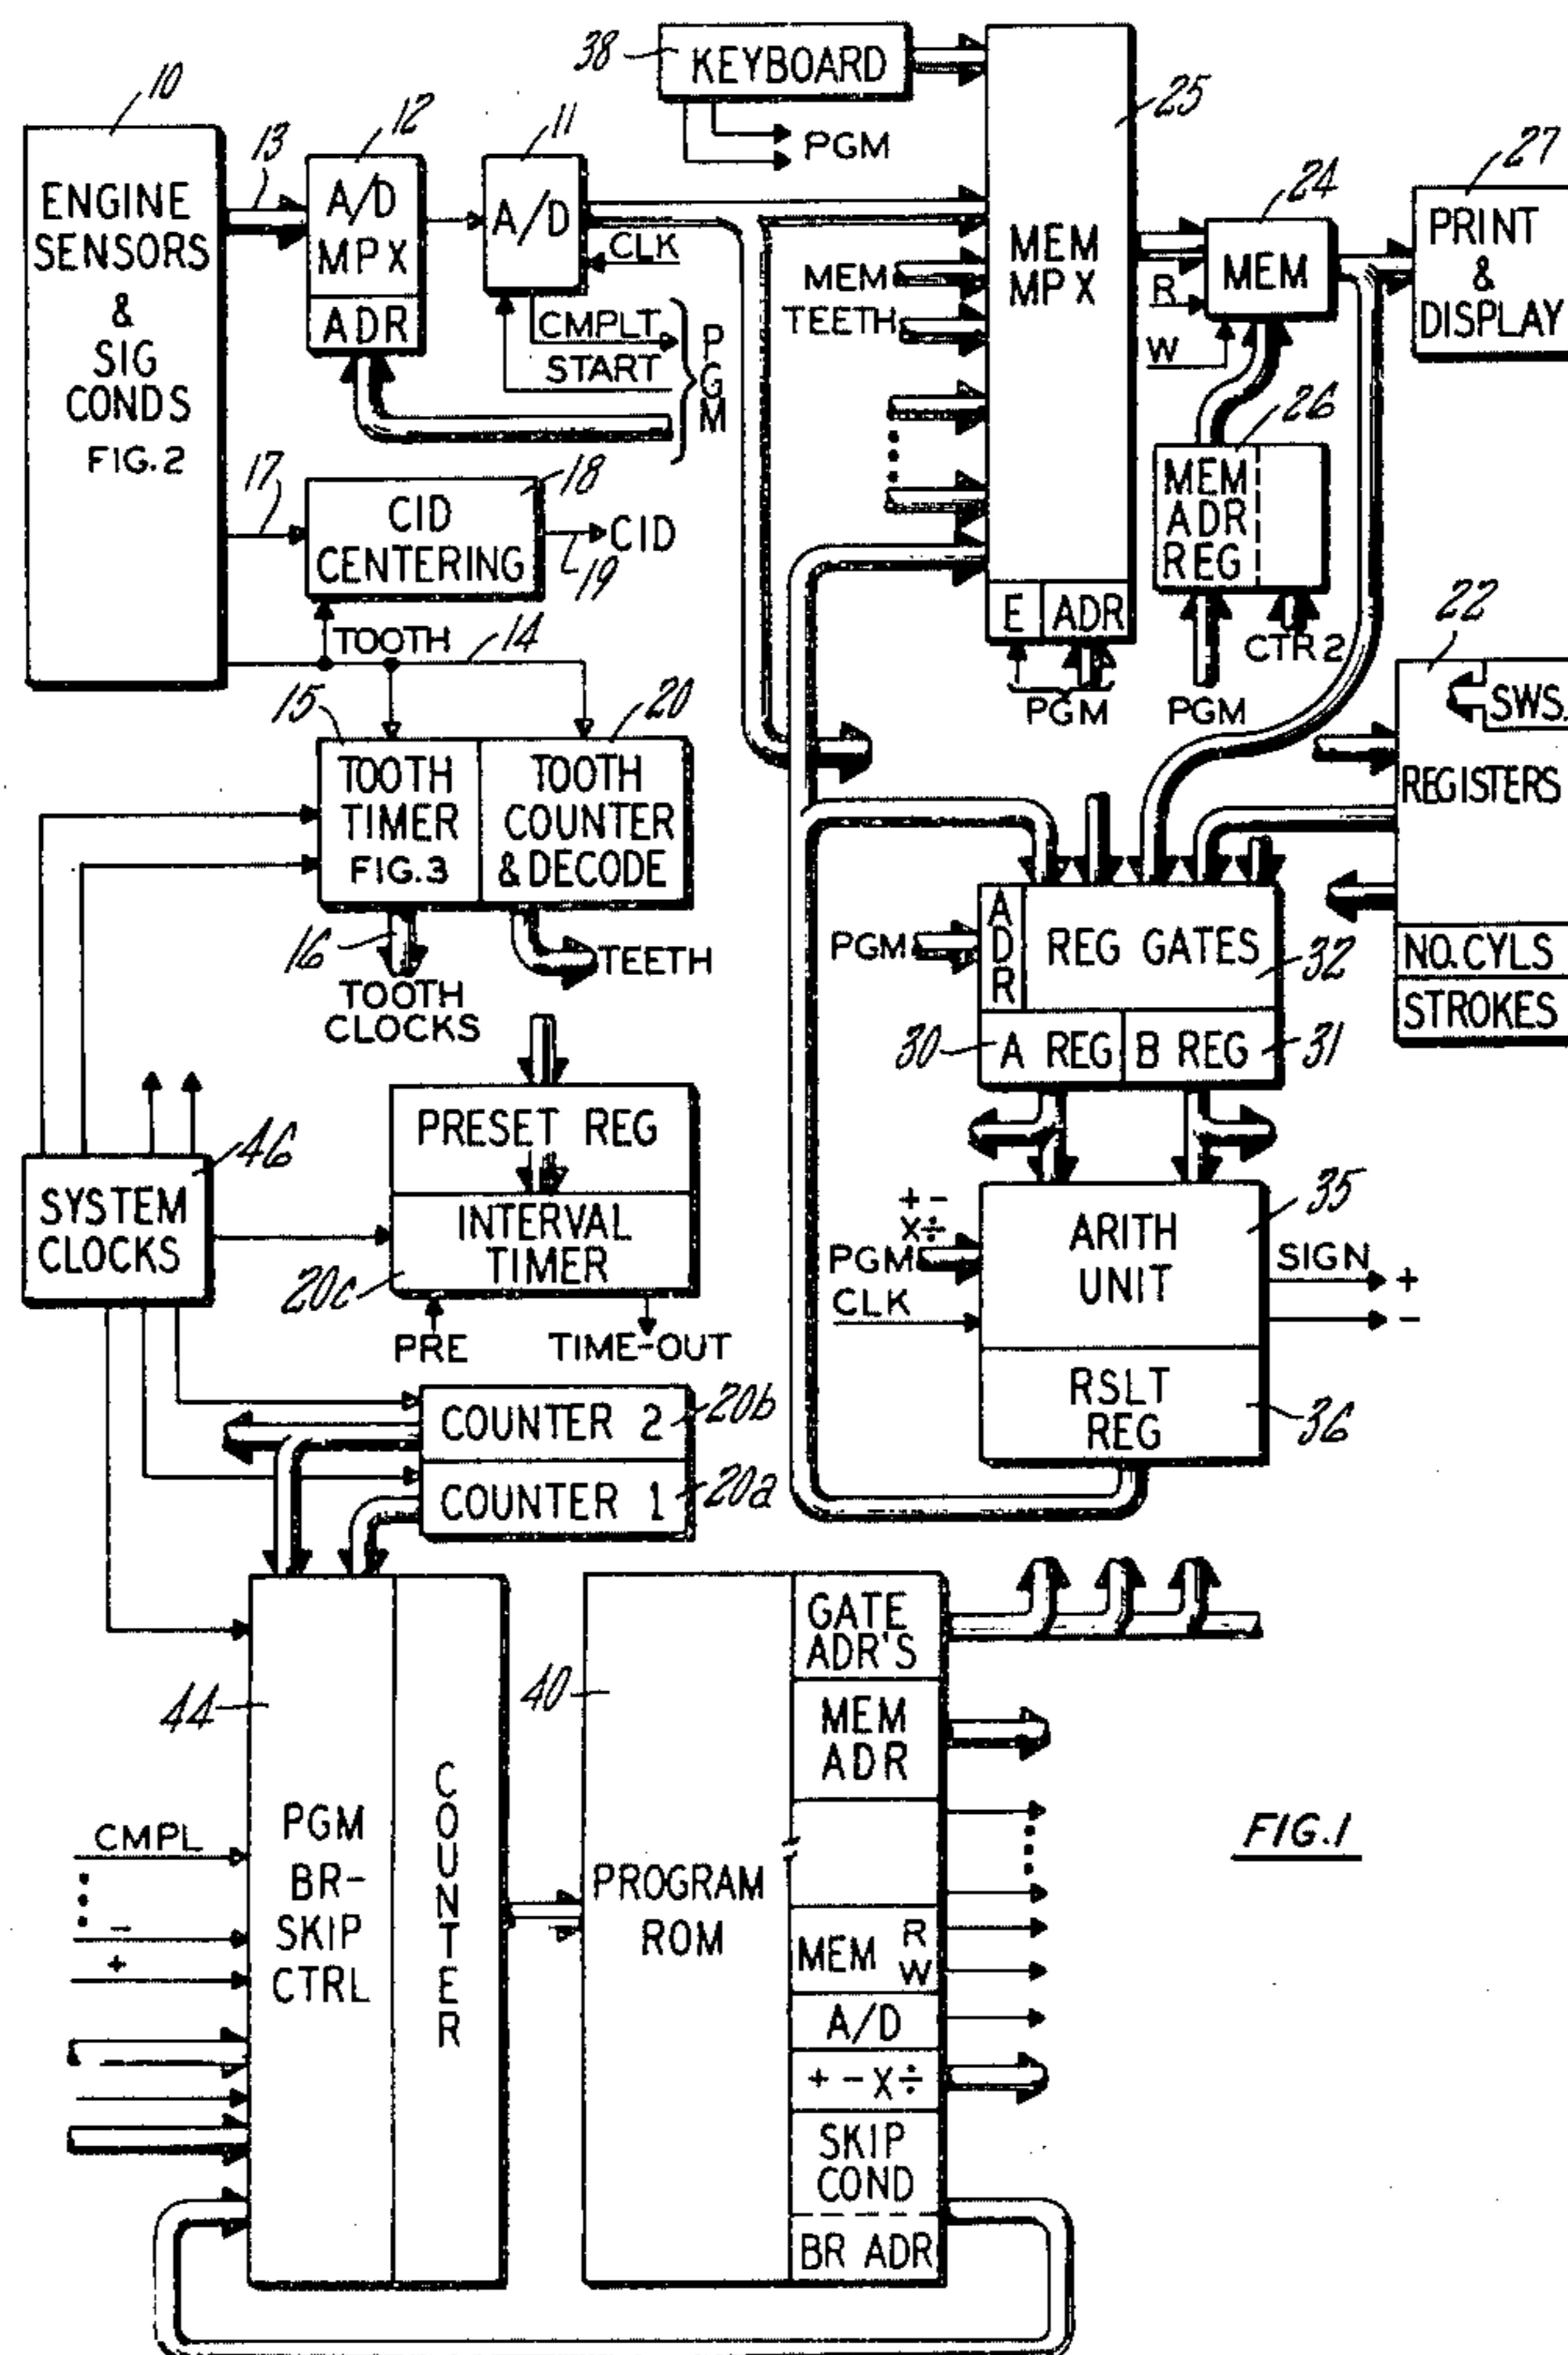 38
KEYBOARD
PGM
10
13
12
11
25
27
ENGINE
SENSORS
&
SIG
CONDS
FIG. 2
A/D
MPX
ADR
A/D
CLK
CMPLT
START
PGM
MEM
TEETH
MEM
MPX
E
ADR
PGM
24
MEM
R
W
PRINT
&
DISPLAY
26
MEM
ADR
REG
CTR 2
PGM
17
18
CID
CENTERING
CID
19
TOOTH
14
15
20
TOOTH
TIMER
FIG. 3
TOOTH
COUNTER
& DECODE
16
TOOTH
CLOCKS
TEETH
22
SWS.
REGISTERS
NO. CYLS
STROKES
PGM
ADR
REG GATES
32
30
A REG
B REG
31
46
SYSTEM
CLOCKS
PRESET REG
INTERVAL
TIMER
20c
PRE
TIME-OUT
+ -
X ÷
PGM
CLK
ARITH
UNIT
35
SIGN
+
-
RSLT
REG
36
COUNTER 2
20b
COUNTER 1
20a
44
CMPL
-
+
PGM
BR-
SKIP
CTRL
COUNTER
40
PROGRAM
ROM
GATE
ADR'S
MEM
ADR
MEM
R
W
A/D
+ - X ÷
SKIP
COND
BR ADR
FIG. 1